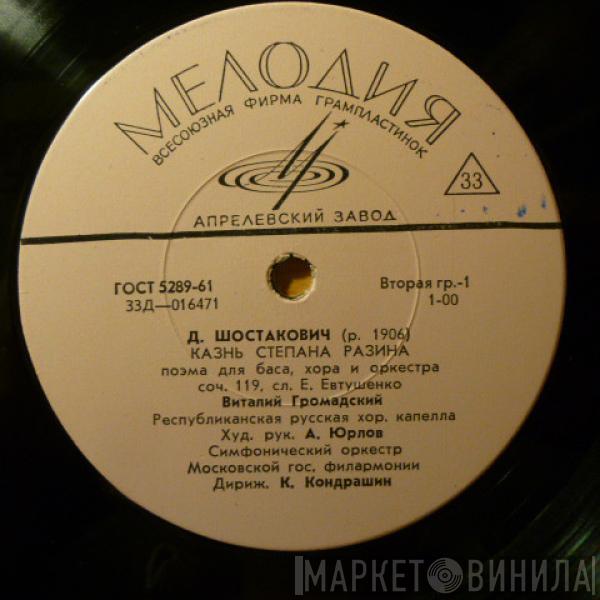 МЕЛОДИЯ
ВСЕСОЮЗНАЯ ФИРМА ГРАМПЛАСТИНОК
33
АПРЕЛЕВСКИЙ ЗАВОД
ГОСТ 5289-61
33Д—016471
Вторая гр.-1
1-00
Д. ШОСТАКОВИЧ (р. 1906)
КАЗНЬ СТЕПАНА РАЗИНА
поэма для баса, хора и оркестра
соч. 119, сл. Е. Евтушенко
Виталий Громадский
Республиканская русская хор. капелла
Худ. рук. А. Юрлов
Симфонический оркестр
Московской гос. филармонии
Дириж. К. Кондрашин
МАРКЕТ ВИНИЛА